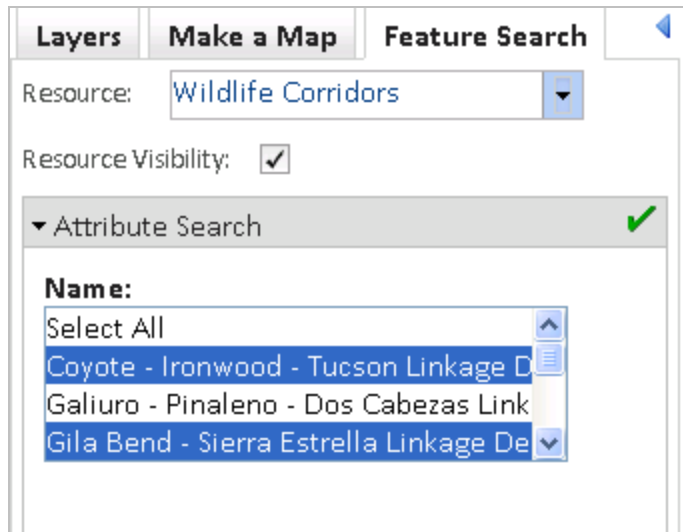 Layers Make a Map Feature Search
Resource: Wildlife Corridors
Resource Visibility:
Attribute Search
Name:
Select All
Coyote - Ironwood - Tucson Linkage D
Galiuro - Pinaleno - Dos Cabezas Link
Gila Bend - Sierra Estrella Linkage De